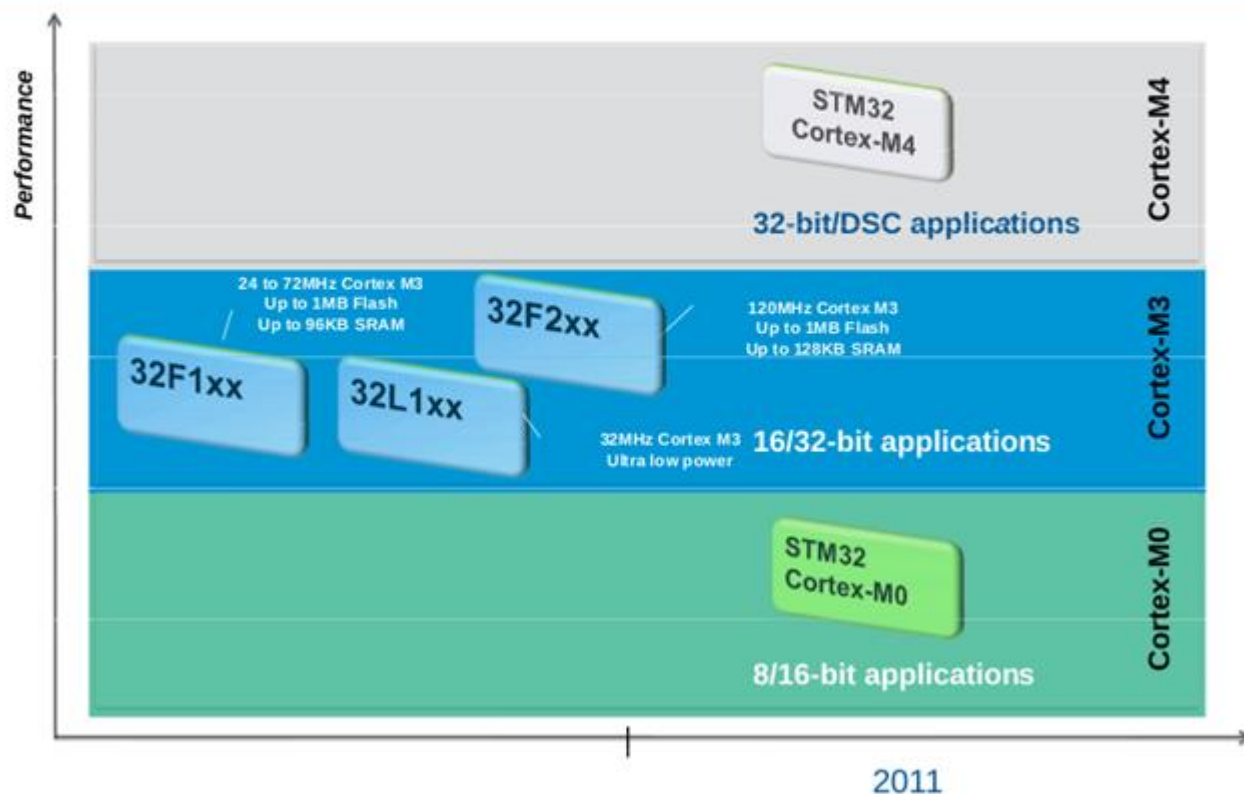 Performance
STM32
Cortex-M4
32-bit/DSC applications
Cortex-M4
24 to 72MHz Cortex M3
Up to 1MB Flash
Up to 96KB SRAM
32F1xx
32L1xx
32F2xx
120MHz Cortex M3
Up to 1MB Flash
Up to 128KB SRAM
32MHz Cortex M3
Ultra low power
16/32-bit applications
Cortex-M3
STM32
Cortex-M0
8/16-bit applications
Cortex-M0
2011